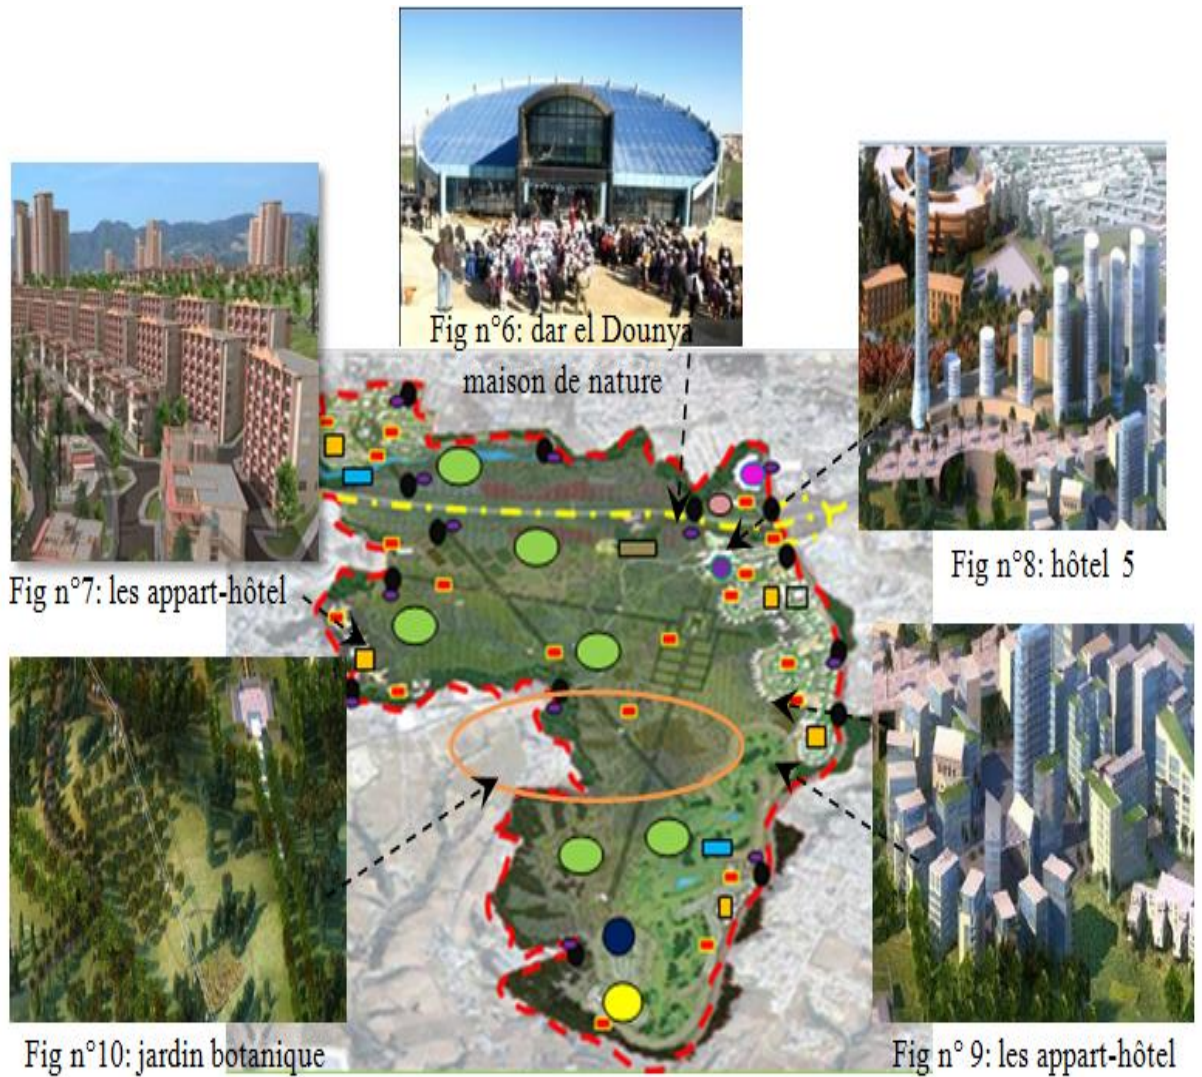 Fig n°6: dar el Dounya
maison de nature
Fig n°8: hôtel 5
Fig n°7: les appart-hôtel
Fig n°10: jardin botanique
Fig n° 9: les appart-hôtel